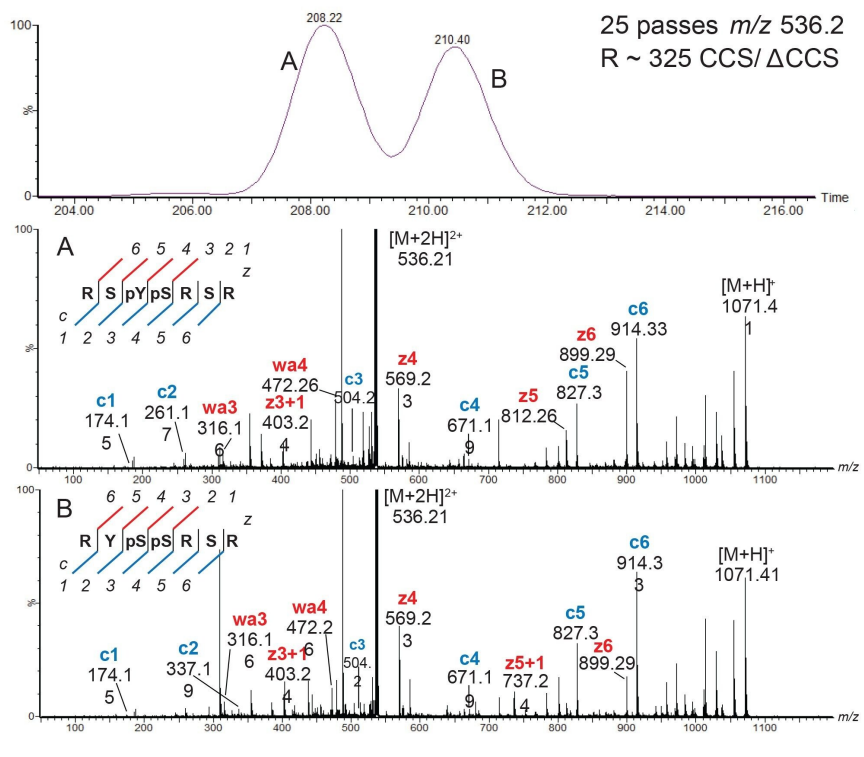 25 passes m/z 536.2
R ~ 325 CCS/ ΔCCS
208.22
210.40
A
B
100
%
0
204.00 206.00 208.00 210.00 212.00 214.00 216.00
Time
100
A
6 5 4 3 2 1
z
R S pY pS R S R
c
1 2 3 4 5 6
[M+2H]2+
536.21
[M+H]+
1071.4
1
c6
914.33
z6
899.29
c5
827.3
z5
812.26
c4
671.1
9
z4
569.2
3
c3
504.2
wa4
472.26
z3+1
403.2
4
wa3
316.1
6
c2
261.1
7
c1
174.1
5
%
0
100 200 300 400 500 600 700 800 900 1000 1100
m/z
100
B
6 5 4 3 2 1
z
R Y pS pS R S R
c
1 2 3 4 5 6
[M+2H]2+
536.21
[M+H]+
1071.41
c6
914.3
3
c5
827.3
z6
899.29
z5+1
737.2
4
c4
671.1
9
z4
569.2
3
c3
504.
2
wa4
472.2
6
z3+1
403.2
4
wa3
316.1
6
c2
337.1
9
c1
174.1
5
%
0
100 200 300 400 500 600 700 800 900 1000 1100
m/z